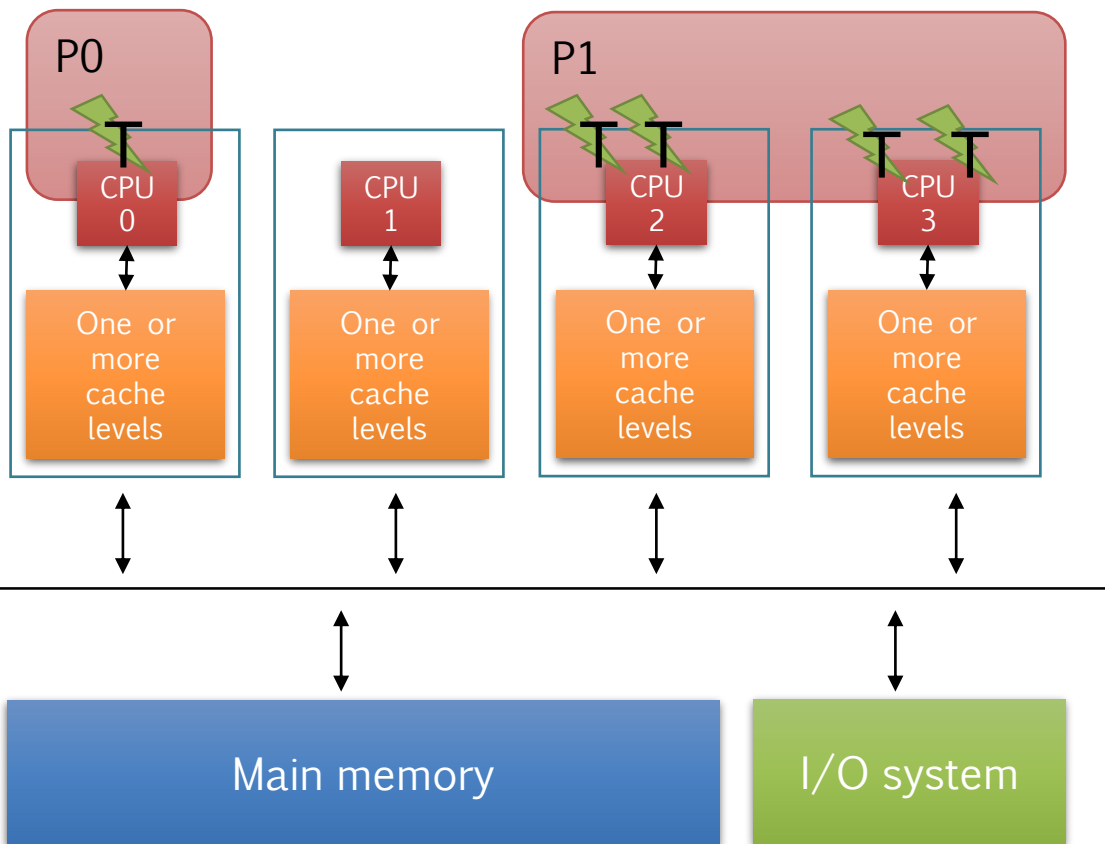 P0
P1
T
T
T
T
T
CPU
0
CPU
1
CPU
2
CPU
3
One or
more
cache
levels
One or
more
cache
levels
One or
more
cache
levels
One or
more
cache
levels
Main memory
I/O system